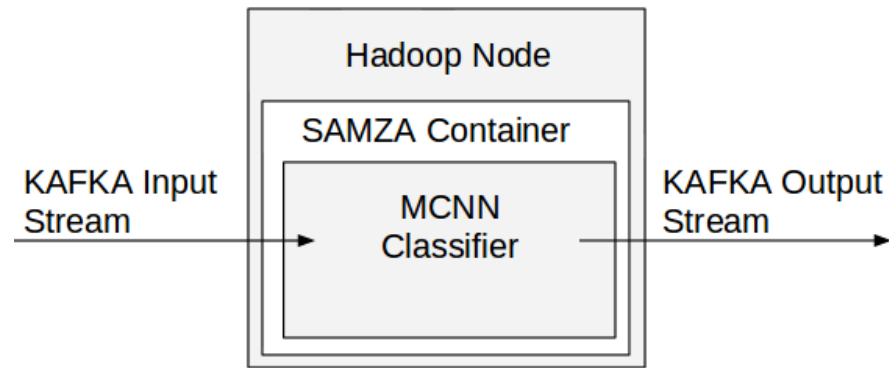 Hadoop Node
SAMZA Container
KAFKA Input
Stream
MCNN
Classifier
KAFKA Output
Stream